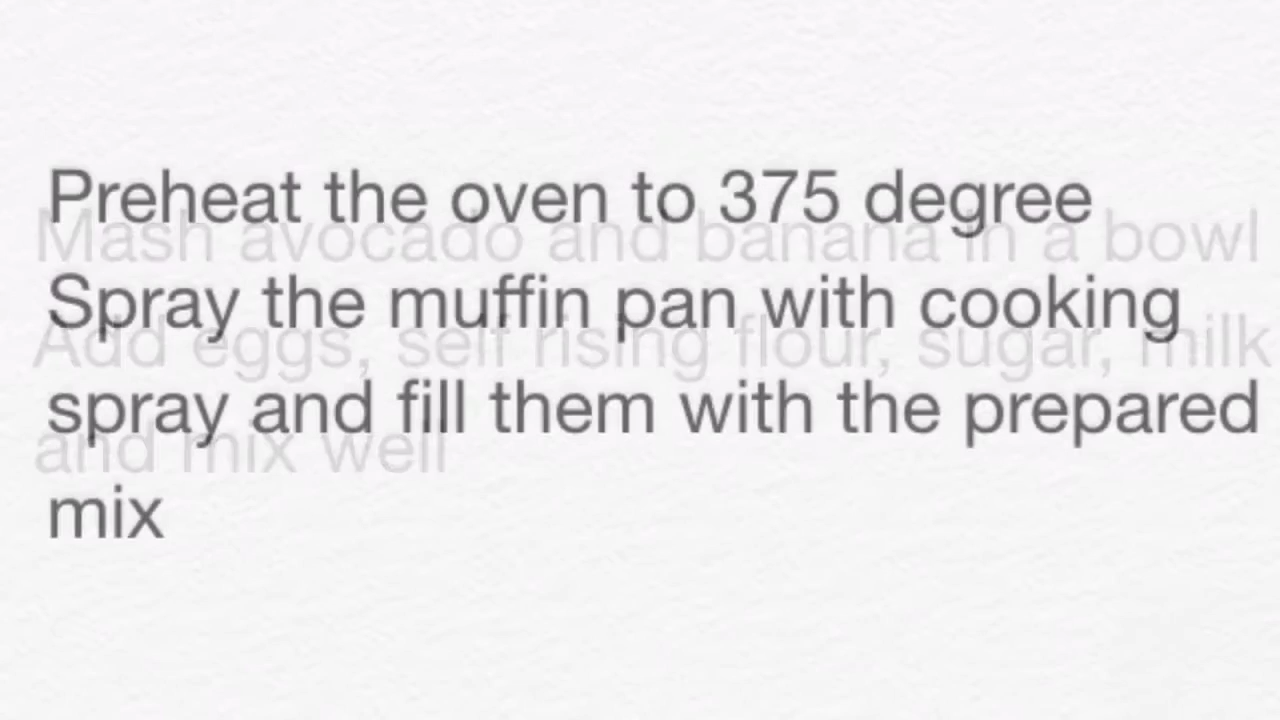 Preheat the oven to 375 degree
Mash avocado and banana in a bowl
Spray the muffin pan with cooking
Add eggs, self rising flour, sugar, milk
spray and fill them with the prepared
and mix well
mix